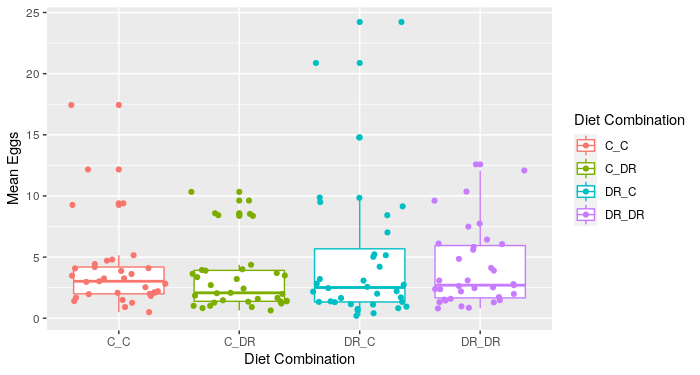 25
20
15
10
5
0
Mean Eggs
C_C
C_DR
DR_C
DR_DR
Diet Combination
Diet Combination
C_C
C_DR
DR_C
DR_DR